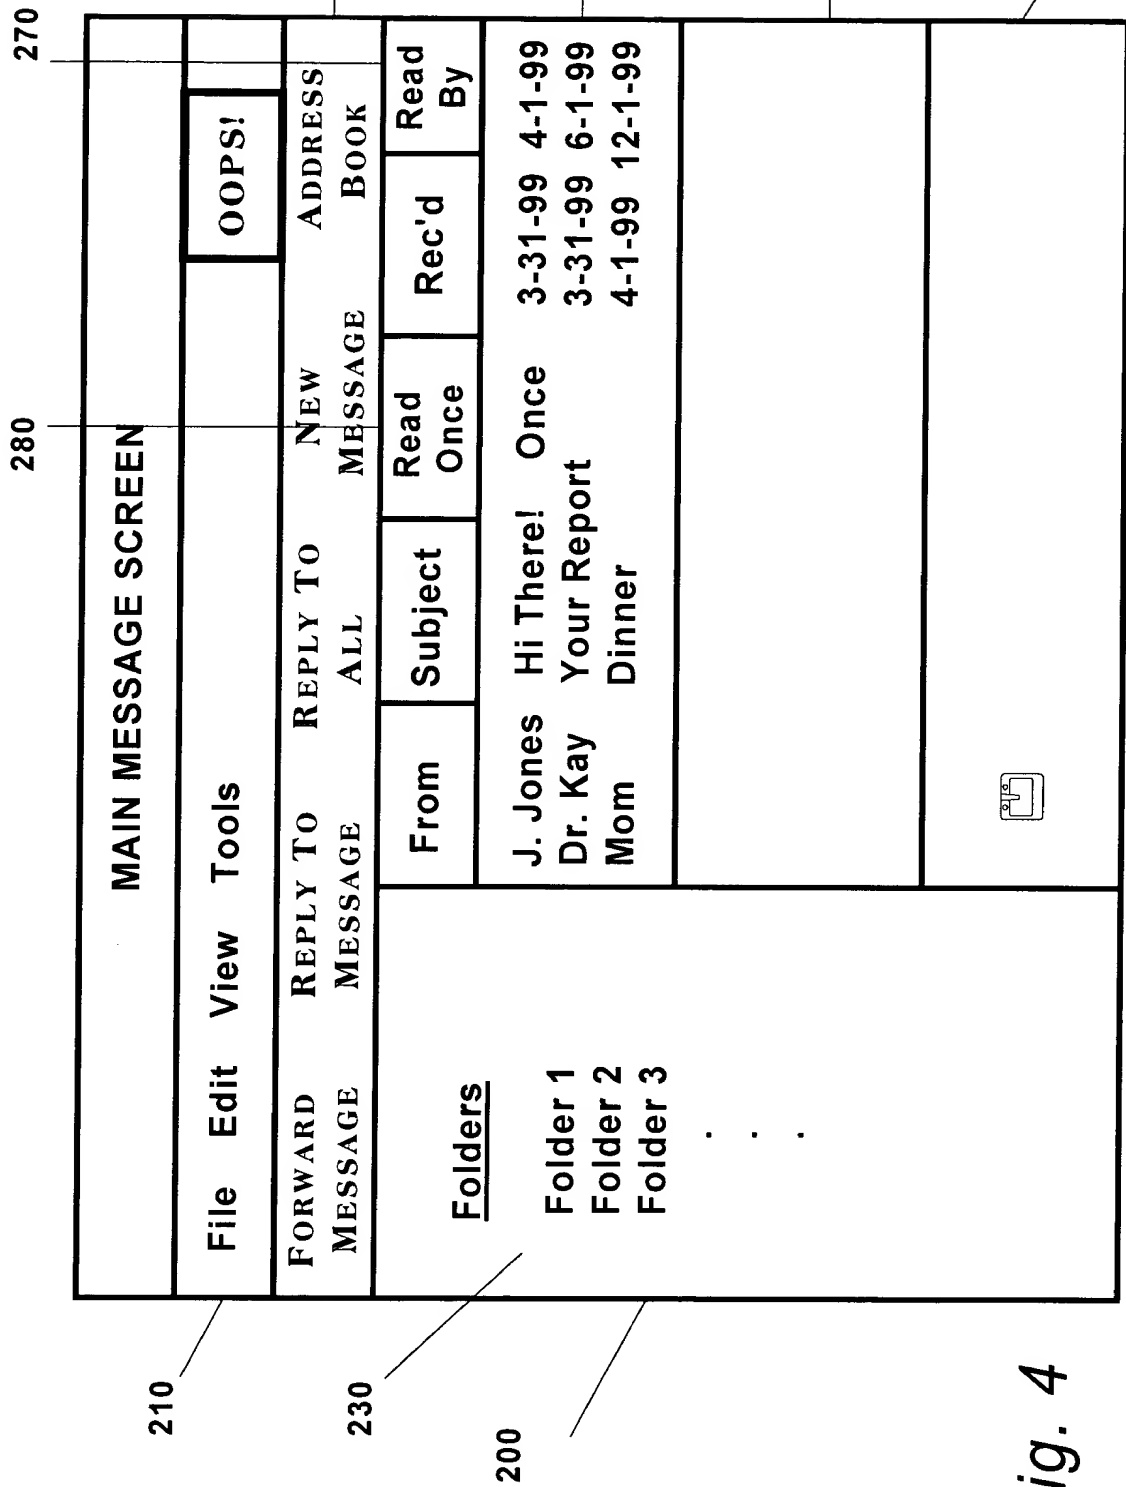 270
280
MAIN MESSAGE SCREEN
File Edit View Tools
OOPS!
FORWARD MESSAGE
REPLY TO MESSAGE
REPLY TO ALL
NEW MESSAGE
ADDRESS BOOK
From
Subject
Read Once
Rec'd
Read By
J. Jones Hi There! Once 3-31-99 4-1-99
Dr. Kay Your Report 3-31-99 6-1-99
Mom Dinner 4-1-99 12-1-99
Folders
Folder 1
Folder 2
Folder 3
. . .
210
230
200
ig. 4